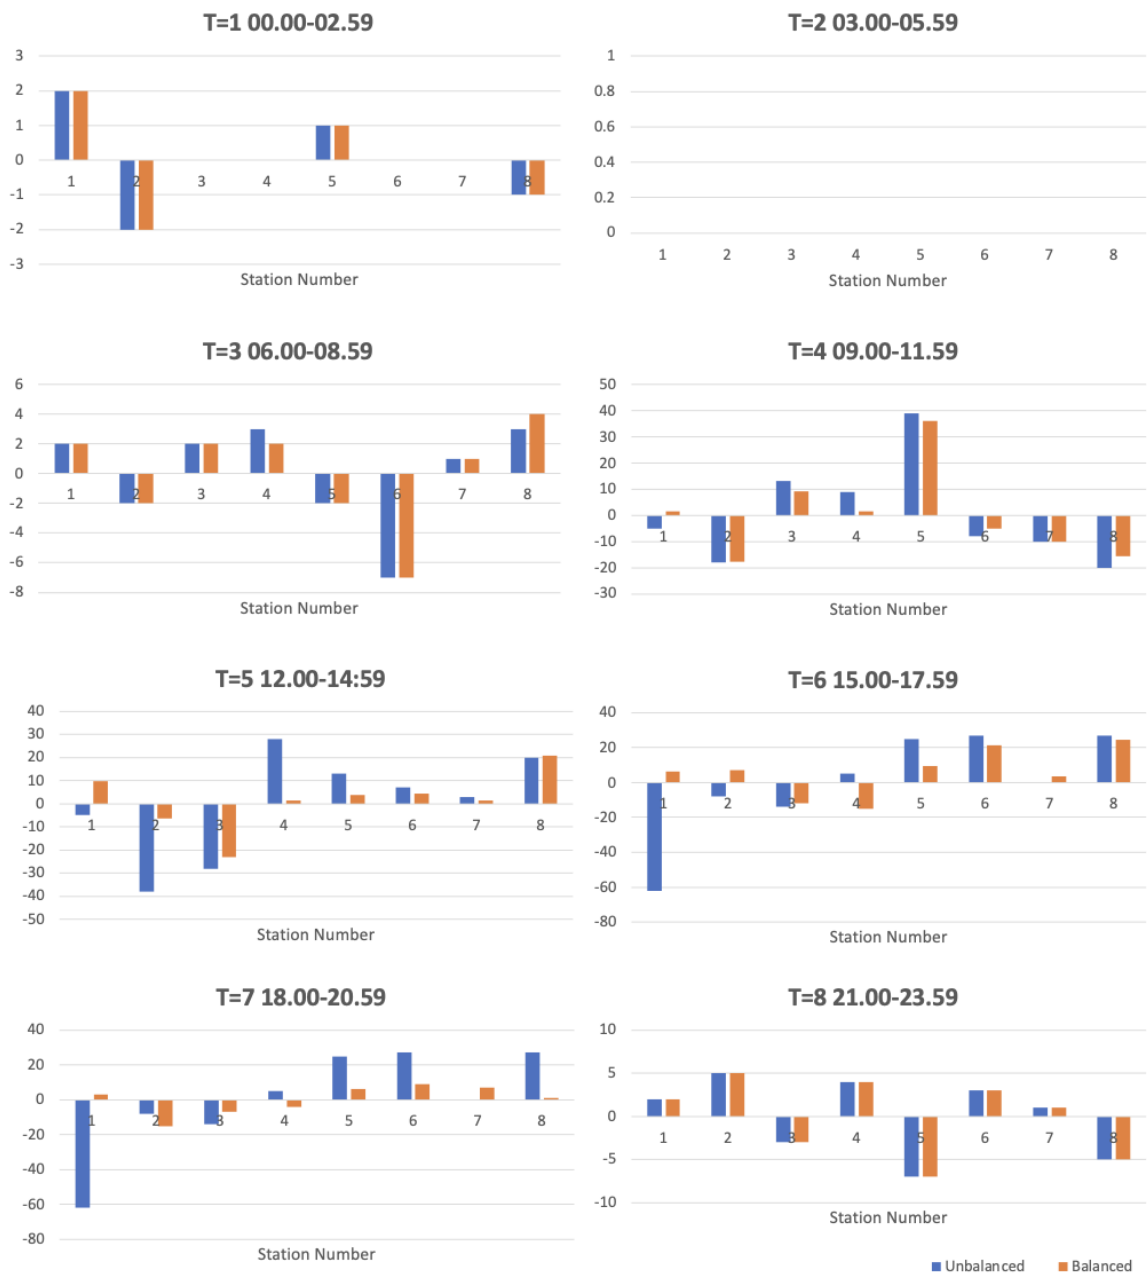 T=1 00.00-02.59
3
2
1
0
-1
-2
-3
1 2 3 4 5 6 7 8
Station Number
T=2 03.00-05.59
1
0.8
0.6
0.4
0.2
0
1 2 3 4 5 6 7 8
Station Number
T=3 06.00-08.59
6
4
2
0
-2
-4
-6
-8
1 2 3 4 5 6 7 8
Station Number
T=4 09.00-11.59
50
40
30
20
10
0
-10
-20
-30
1 2 3 4 5 6 7 8
Station Number
T=5 12.00-14:59
40
30
20
10
0
-10
-20
-30
-40
-50
1 2 3 4 5 6 7 8
Station Number
T=6 15.00-17.59
40
20
0
-20
-40
-60
-80
1 2 3 4 5 6 7 8
Station Number
T=7 18.00-20.59
40
20
0
-20
-40
-60
-80
1 2 3 4 5 6 7 8
Station Number
T=8 21.00-23.59
10
5
0
-5
-10
1 2 3 4 5 6 7 8
Station Number
Unbalanced Balanced